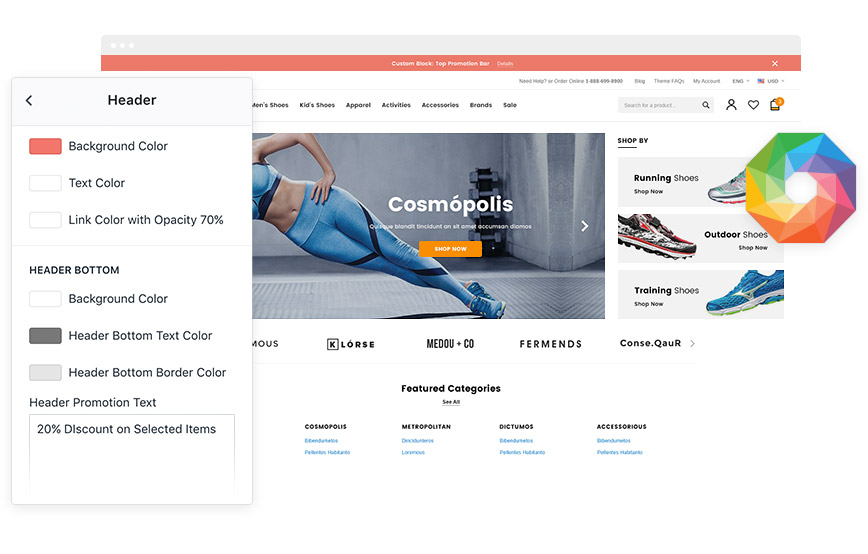 Custom Block: Top Promotion Bar Details
Need Help? or Order Online 1-888-699-8900 Blog Theme FAQs My Account ENG USD
Men's Shoes Kid's Shoes Apparel Activities Accessories Brands Sale
Search for a product...
2
Header
Background Color
Text Color
Link Color with Opacity 70%
HEADER BOTTOM
Background Color
Header Bottom Text Color
Header Bottom Border Color
Header Promotion Text
20% DIscount on Selected Items
Cosmópolis
Quisque blandit tincidunt an sit amet accumsan diamos
SHOP NOW
SHOP BY
Running Shoes
Shop Now
Outdoor Shoes
Shop Now
Training Shoes
Shop Now
MOUS KLÓRSE MEDOU + CO FERMENDS Conse.QauR
Featured Categories
See All
COSMOPOLIS METROPOLITAN DICTUMOS ACCESSORIOUS
Bibendumetos Dincidunteros Bibendumetos Bibendumetos
Pellentes Habitanto Loremous Pellentes Habitanto Pellentes Habitanto